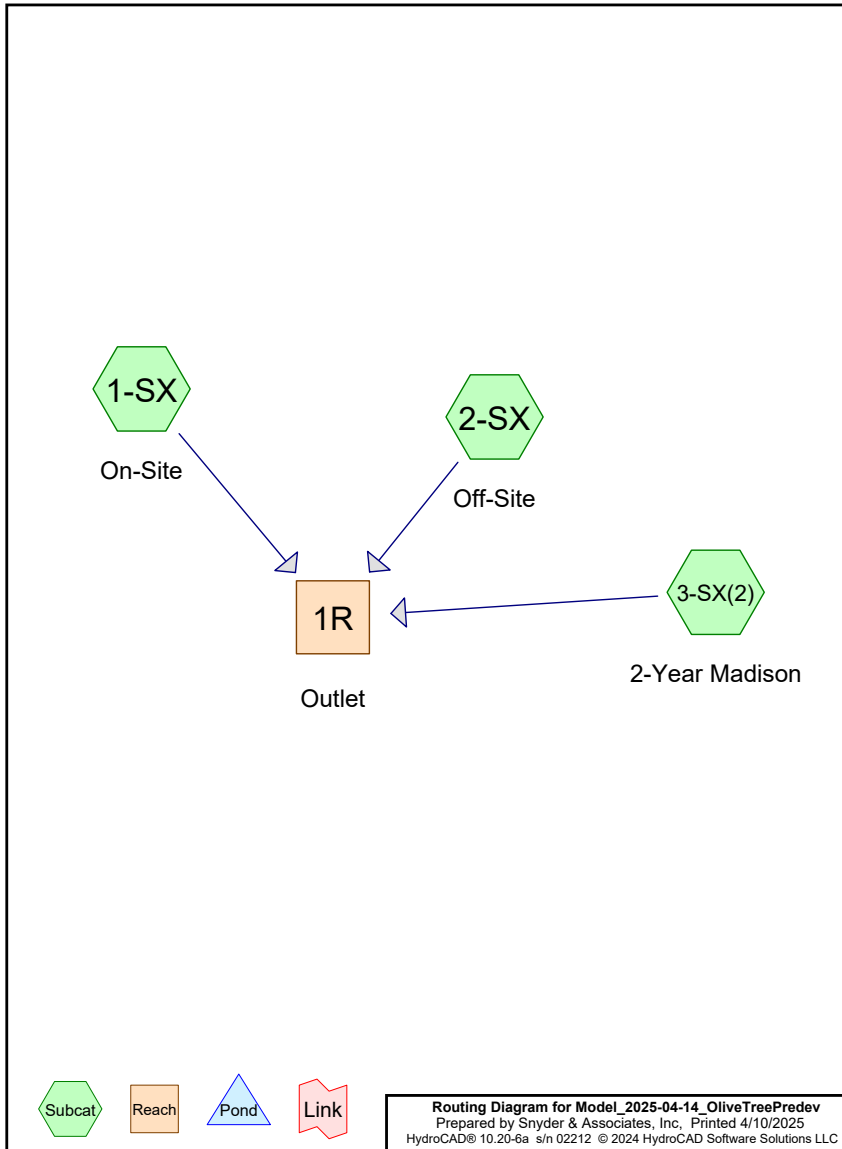 1-SX
On-Site
2-SX
Off-Site
3-SX(2)
2-Year Madison
1R
Outlet
Subcat
Reach
Pond
Link
Routing Diagram for Model_2025-04-14_OliveTreePredev
Prepared by Snyder & Associates, Inc, Printed 4/10/2025
HydroCAD® 10.20-6a s/n 02212 © 2024 HydroCAD Software Solutions LLC